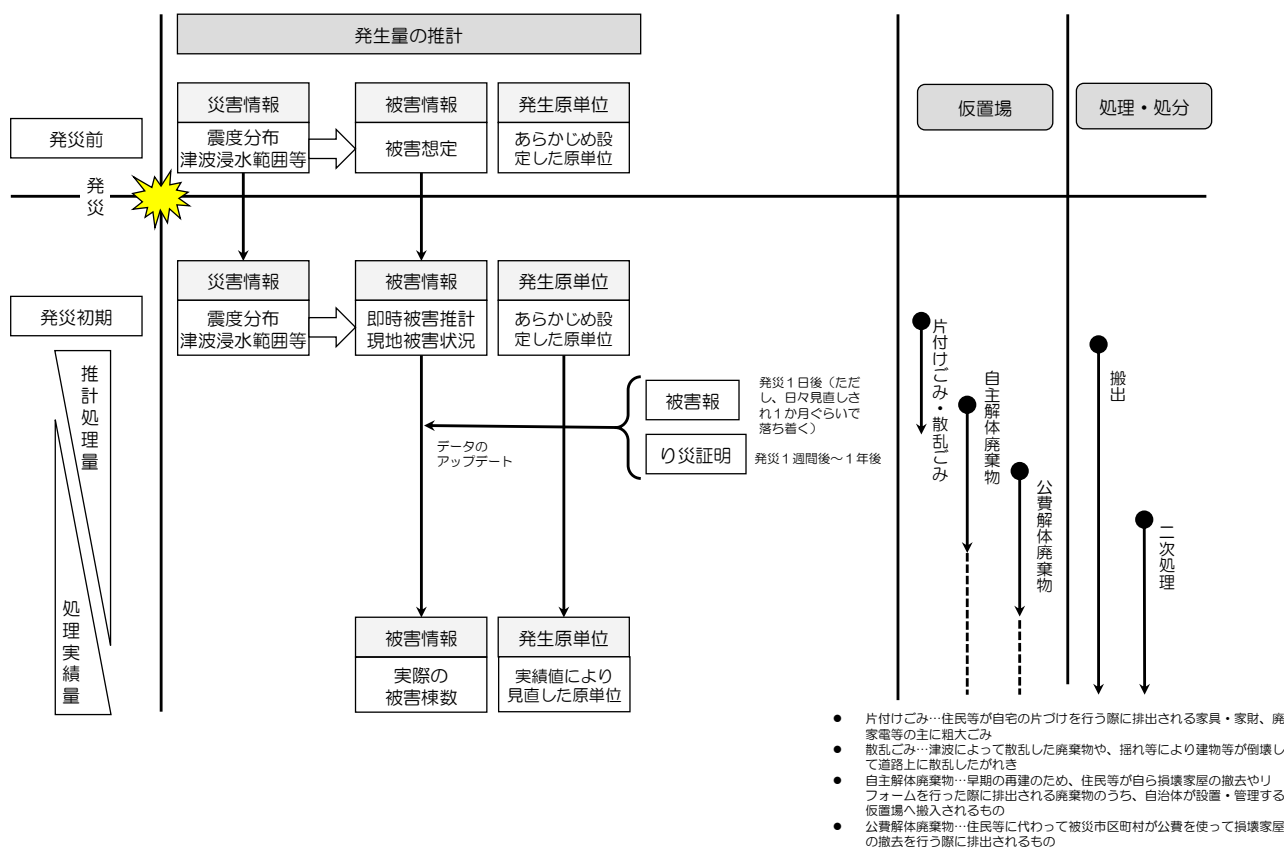 発生量の推計
仮置場
処理・処分
発災前
災害情報
震度分布
津波浸水範囲等
被害情報
被害想定
発生原単位
あらかじめ設
定した原単位
発災
発災初期
災害情報
震度分布
津波浸水範囲等
被害情報
即時被害推計
現地被害状況
発生原単位
あらかじめ設
定した原単位
推計処理量
処理実績量
データの
アップデート
被害報
発災1日後（ただ
し、日々見直しさ
れ1か月ぐらいで
落ち着く）
り災証明
発災1週間後～1年後
被害情報
実際の
被害棟数
発生原単位
実績値により
見直した原単位
片付けごみ・散乱ごみ
自主解体廃棄物
公費解体廃棄物
搬出
二次処理
● 片付けごみ…住民等が自宅の片づけを行う際に排出される家具・家財、廃
家電等の主に粗大ごみ
● 散乱ごみ…津波によって散乱した廃棄物や、揺れ等により建物等が倒壊し
て道路上に散乱したがれき
● 自主解体廃棄物…早期の再建のため、住民等が自ら損壊家屋の撤去やリ
フォームを行った際に排出される廃棄物のうち、自治体が設置・管理する
仮置場へ搬入されるもの
● 公費解体廃棄物…住民等に代わって被災市区町村が公費を使って損壊家屋
の撤去を行う際に排出されるもの